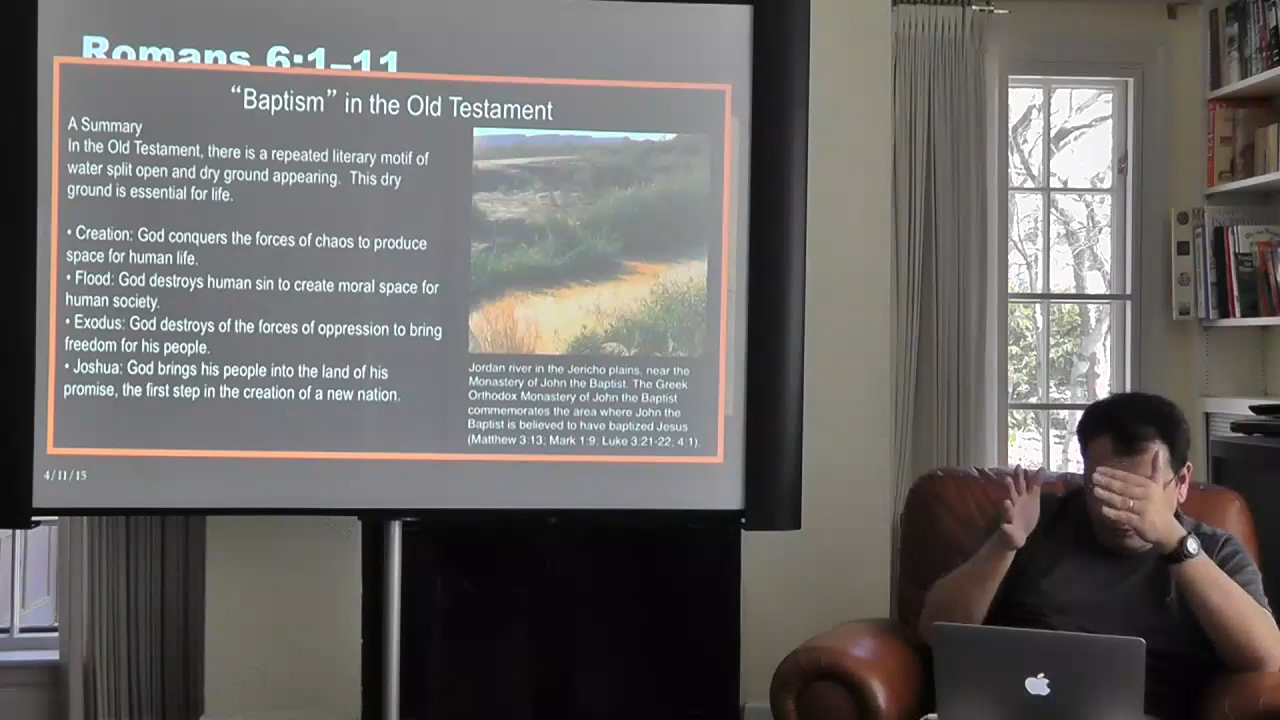 Romans 6:1–11
“Baptism” in the Old Testament
A Summary
In the Old Testament, there is a repeated literary motif of
water split open and dry ground appearing. This dry
ground is essential for life.
• Creation: God conquers the forces of chaos to produce
space for human life.
• Flood: God destroys human sin to create moral space for
human society.
• Exodus: God destroys of the forces of oppression to bring
freedom for his people.
• Joshua: God brings his people into the land of his
promise, the first step in the creation of a new nation.
Jordan river in the Jericho plains, near the
Monastery of John the Baptist. The Greek
Orthodox Monastery of John the Baptist
commemorates the area where John the
Baptist is believed to have baptized Jesus
(Matthew 3:13; Mark 1:9; Luke 3:21-22; 4:1).
4/11/15